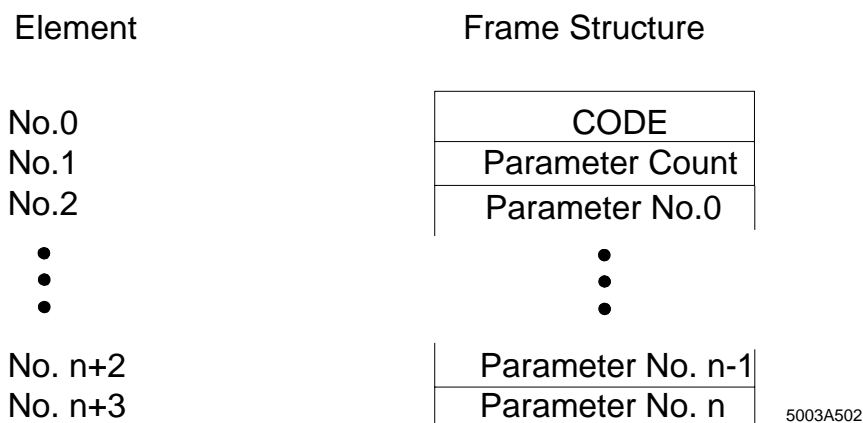 Element Frame Structure
No.0 CODE
No.1 Parameter Count
No.2 Parameter No.0
No. n+2 Parameter No. n-1
No. n+3 Parameter No. n
5003A502